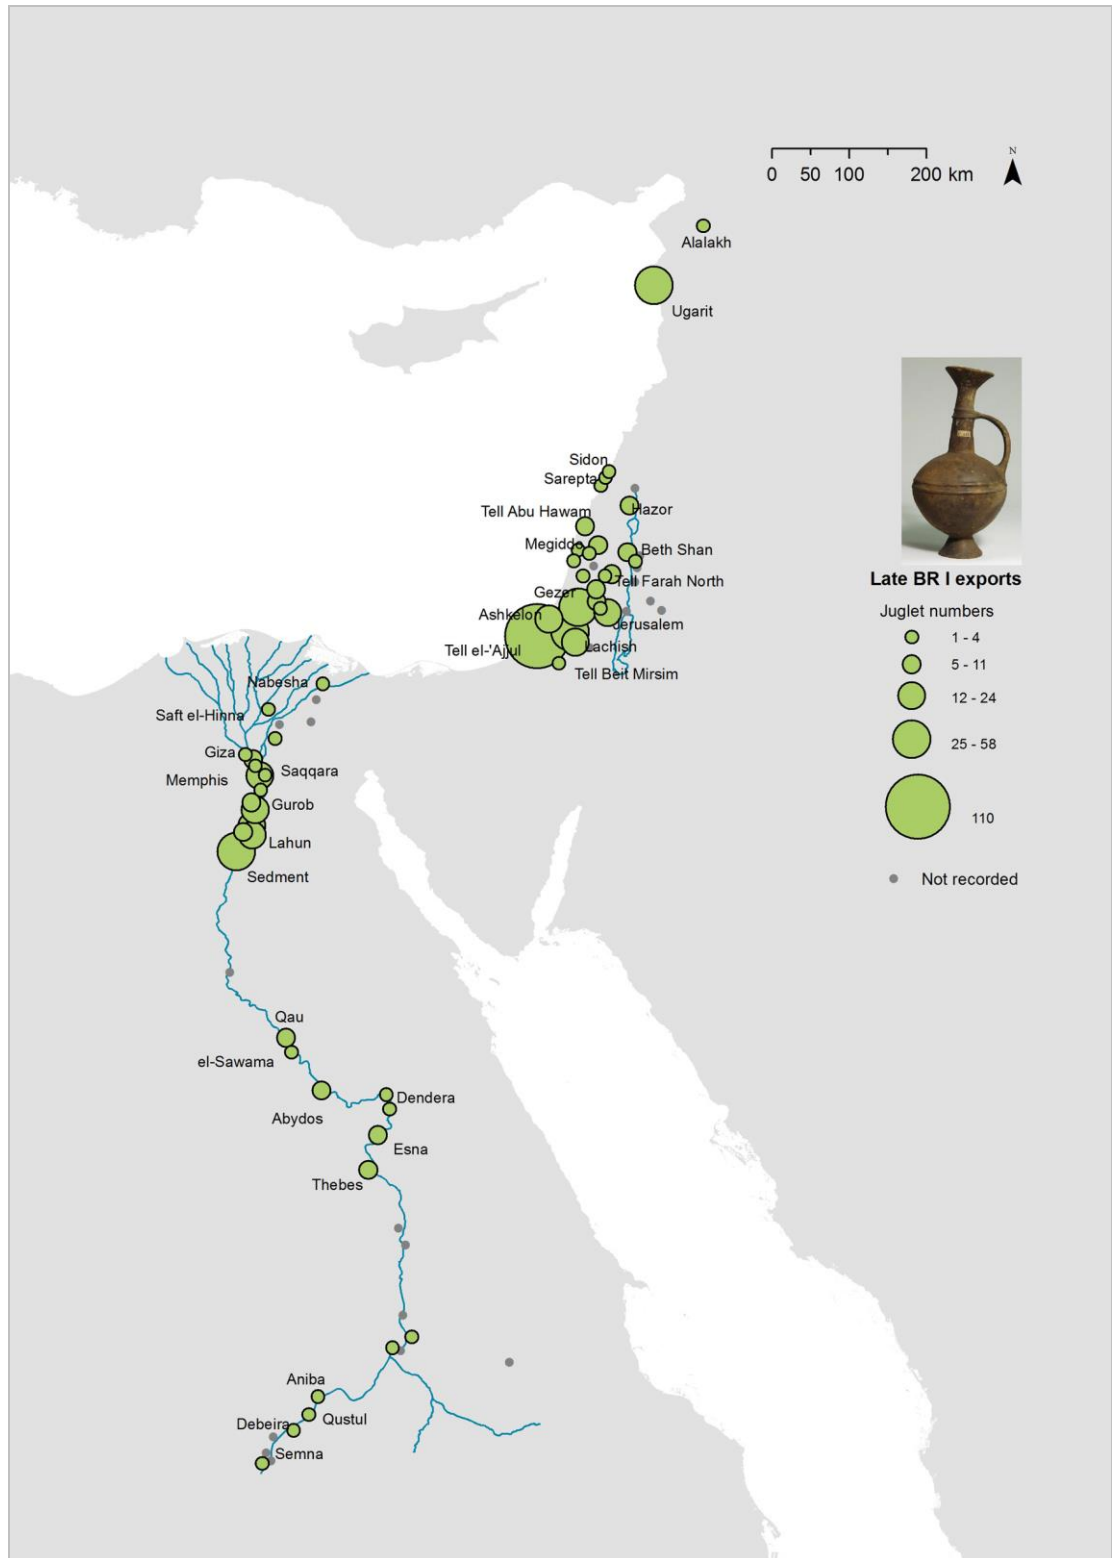 N
0 50 100 200 km
Alalakh
Ugarit
Sidon
Sarepta
Hazor
Tell Abu Hawam
Megiddo
Beth Shan
Tell Farah North
Gezer
Ashkelon
Jerusalem
Tell el-'Ajjul
Lachish
Tell Beit Mirsim
Late BR I exports
Juglet numbers
1 - 4
5 - 11
12 - 24
25 - 58
110
Not recorded
Nabesha
Saft el-Hinna
Giza
Saqqara
Memphis
Gurob
Lahun
Sedment
Qau
el-Sawama
Dendera
Abydos
Esna
Thebes
Aniba
Qustul
Debeira
Semna